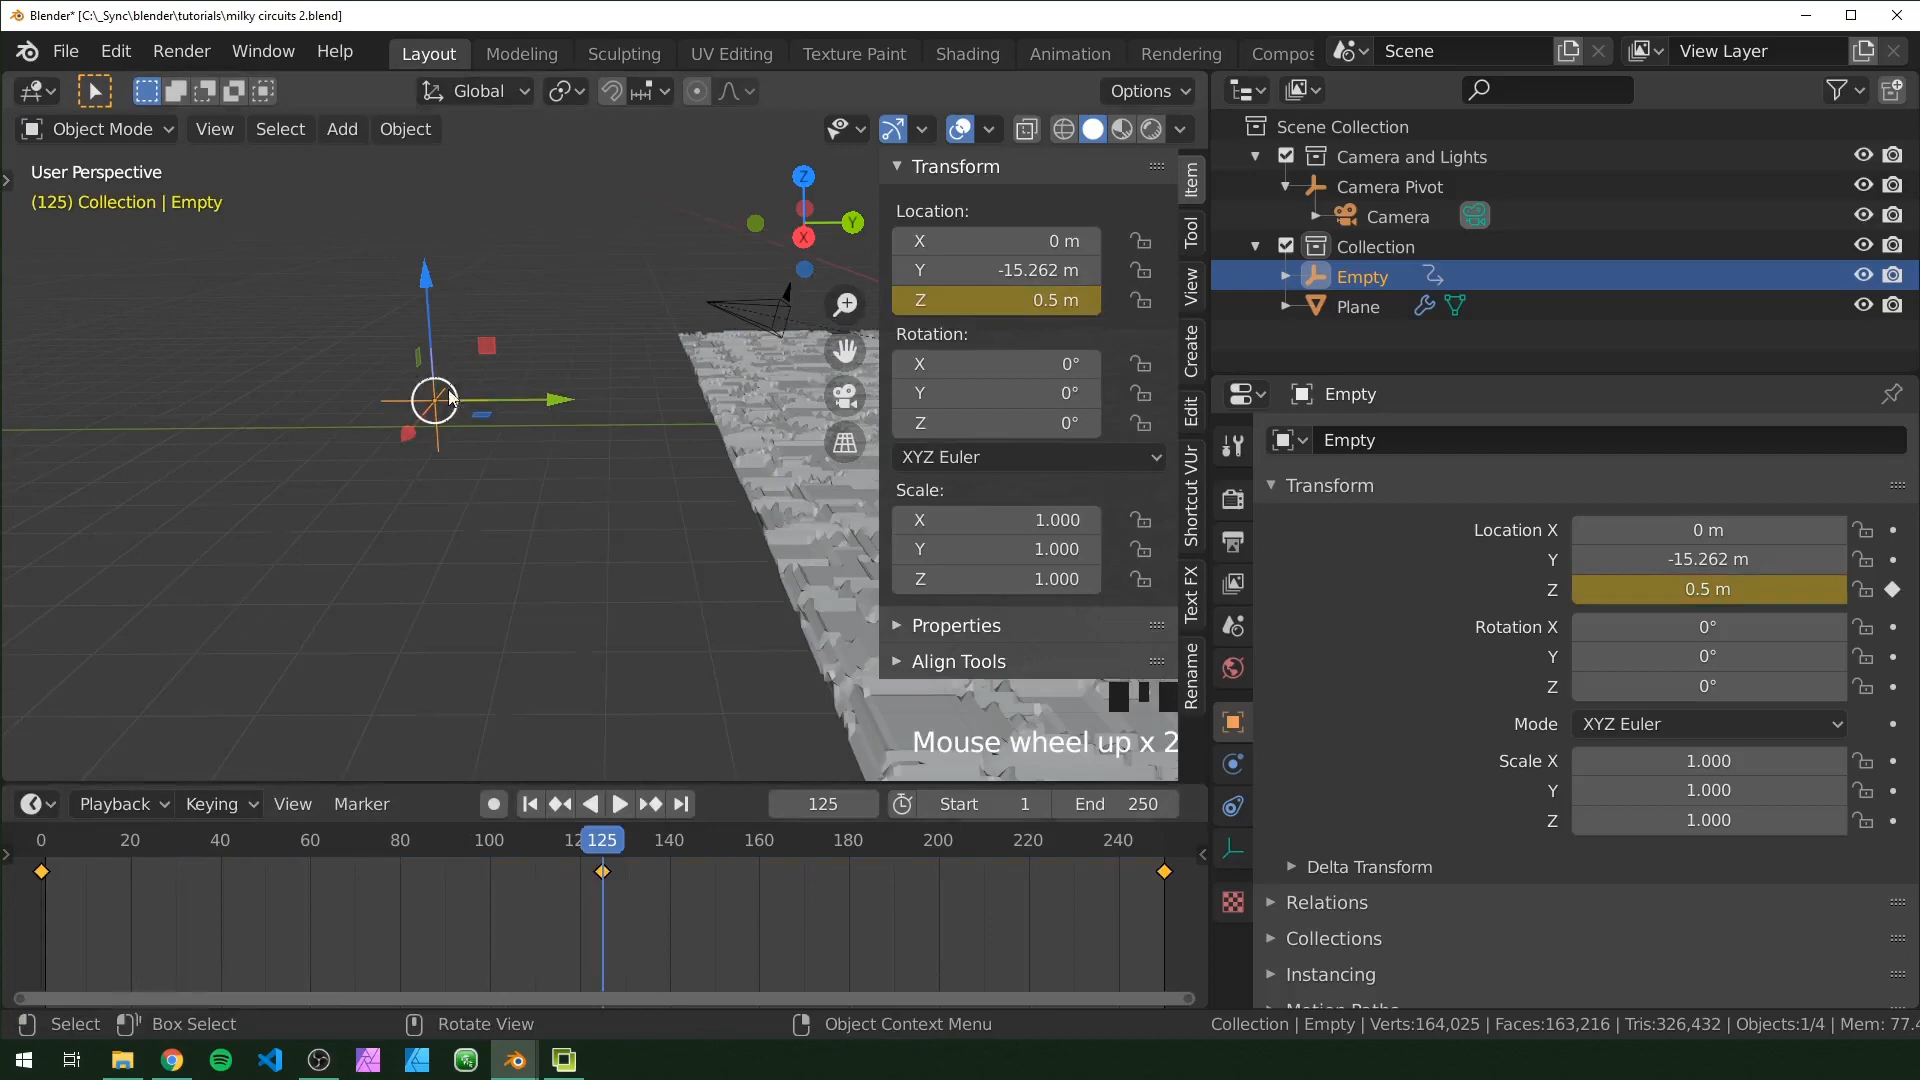 Blender* [C:\_Sync\blender\tutorials\milky circuits 2.blend]
File Edit Render Window Help
Layout Modeling Sculpting UV Editing Texture Paint Shading Animation Rendering Compos
Scene
View Layer
Global
Options
Object Mode View Select Add Object
User Perspective
(125) Collection | Empty
Z
Y
X
Transform
Location:
X 0 m
Y -15.262 m
Z 0.5 m
Rotation:
X 0°
Y 0°
Z 0°
XYZ Euler
Scale:
X 1.000
Y 1.000
Z 1.000
Properties
Align Tools
Item
Tool
View
Create
Edit
Shortcut VUr
Text FX
Rename
Mouse wheel up x 2
Scene Collection
Camera and Lights
Camera Pivot
Camera
Collection
Empty
Plane
Empty
Empty
Transform
Location X 0 m
Y -15.262 m
Z 0.5 m
Rotation X 0°
Y 0°
Z 0°
Mode XYZ Euler
Scale X 1.000
Y 1.000
Z 1.000
Delta Transform
Relations
Collections
Instancing
Playback Keying View Marker
125
Start 1
End 250
0 20 40 60 80 100 12 125 140 160 180 200 220 240
Select Box Select Rotate View Object Context Menu
Collection | Empty | Verts:164,025 | Faces:163,216 | Tris:326,432 | Objects:1/4 | Mem: 77.4